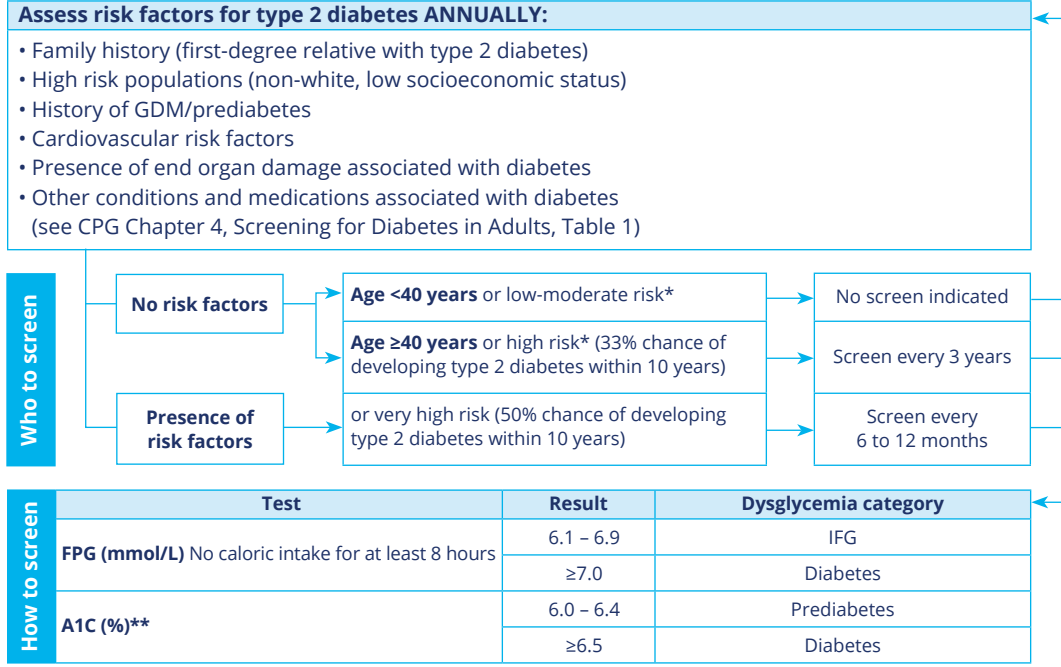 Assess risk factors for type 2 diabetes ANNUALLY:
• Family history (first-degree relative with type 2 diabetes)
• High risk populations (non-white, low socioeconomic status)
• History of GDM/prediabetes
• Cardiovascular risk factors
• Presence of end organ damage associated with diabetes
• Other conditions and medications associated with diabetes
(see CPG Chapter 4, Screening for Diabetes in Adults, Table 1)
Who to screen
No risk factors
Age <40 years or low-moderate risk*
No screen indicated
Age ≥40 years or high risk* (33% chance of
developing type 2 diabetes within 10 years)
Screen every 3 years
Presence of
risk factors
or very high risk (50% chance of developing
type 2 diabetes within 10 years)
Screen every
6 to 12 months
How to screen
Test
Result
Dysglycemia category
FPG (mmol/L) No caloric intake for at least 8 hours
6.1 – 6.9
IFG
≥7.0
Diabetes
A1C (%)**
6.0 – 6.4
Prediabetes
≥6.5
Diabetes